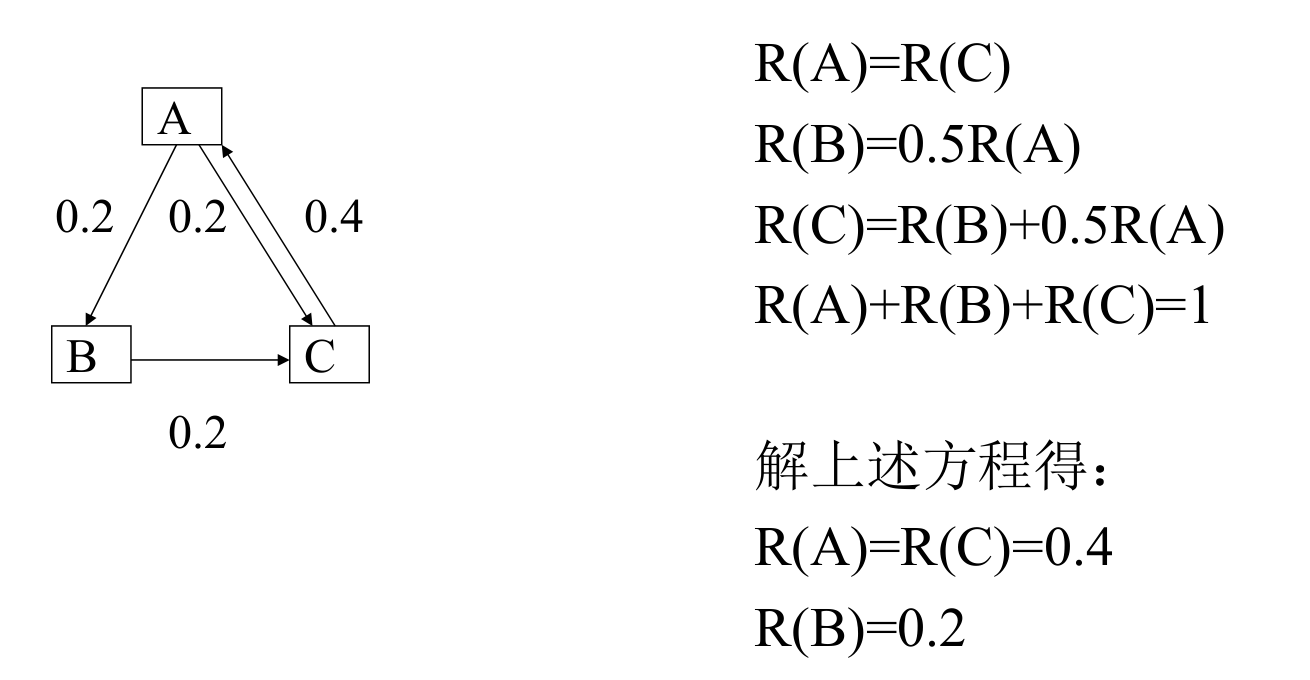 A
0.2
0.2
0.4
B
C
0.2
R(A)=R(C)
R(B)=0.5R(A)
R(C)=R(B)+0.5R(A)
R(A)+R(B)+R(C)=1
解上述方程得：
R(A)=R(C)=0.4
R(B)=0.2